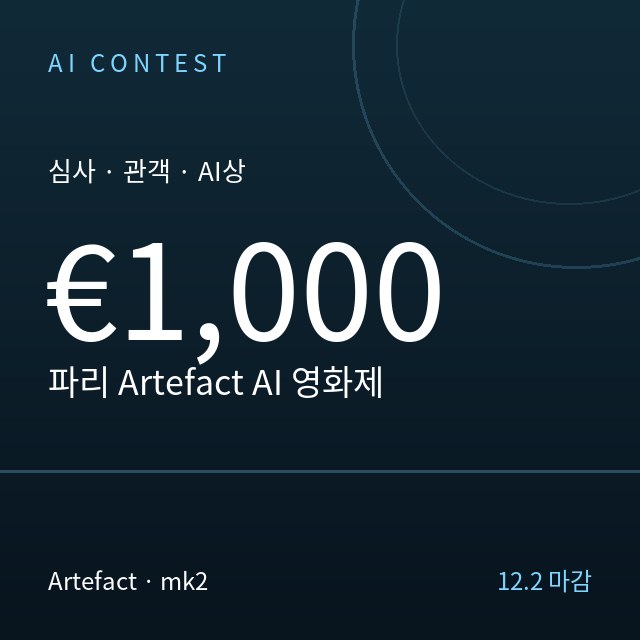 AI CONTEST
심사 · 관객 · AI상
€1,000
파리 Artefact AI 영화제
Artefact · mk2
12.2 마감